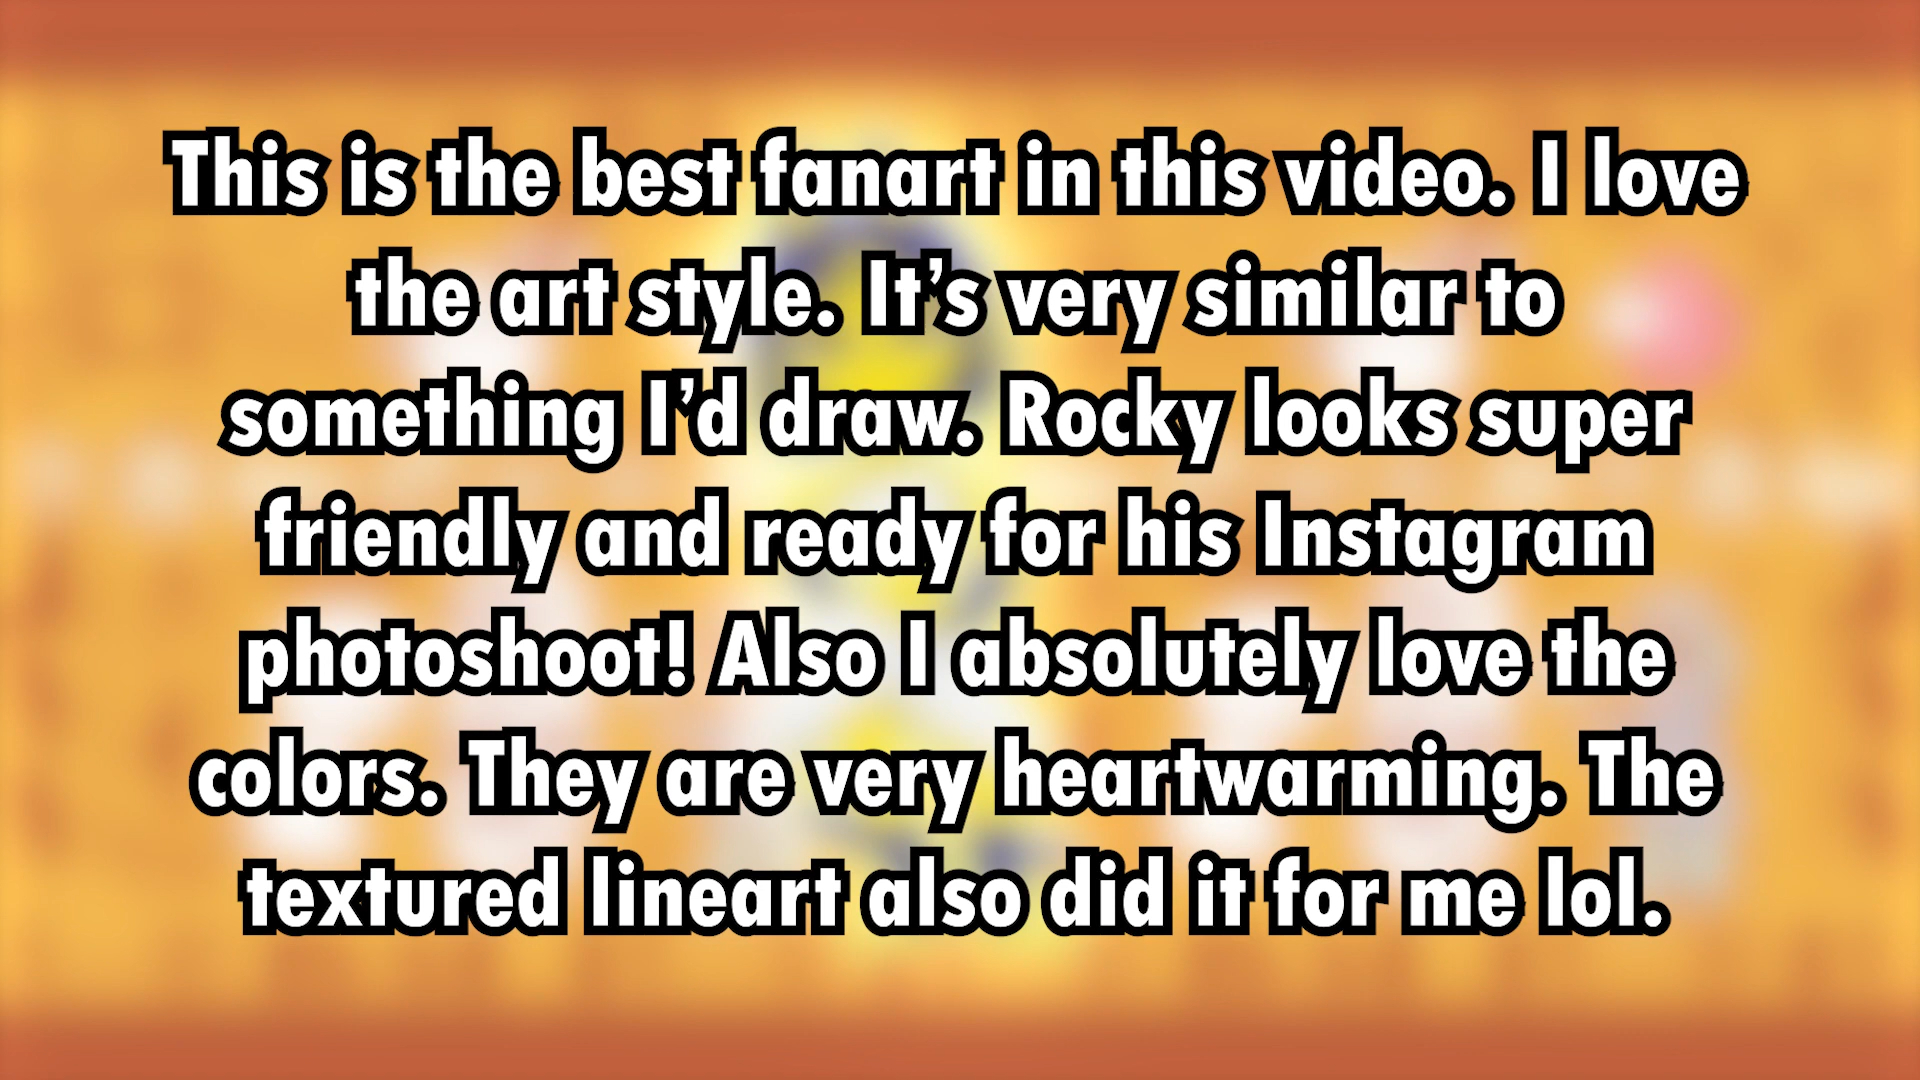 This is the best fanart in this video. I love
the art style. It’s very similar to
something I’d draw. Rocky looks super
friendly and ready for his Instagram
photoshoot! Also I absolutely love the
colors. They are very heartwarming. The
textured lineart also did it for me lol.